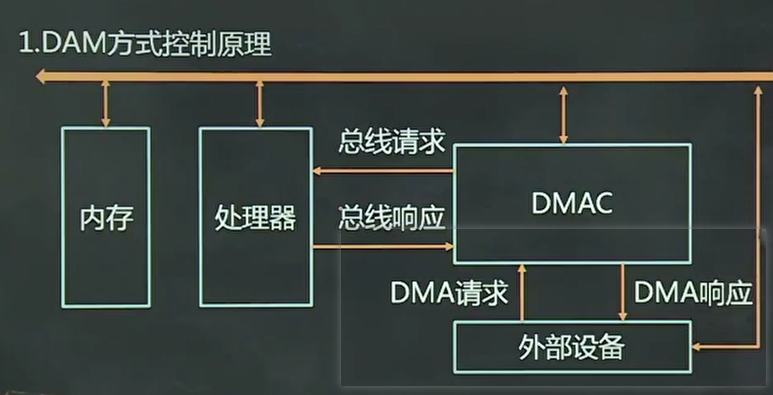 1.DAM方式控制原理
总线请求
内存
处理器
总线响应
DMAC
DMA请求
DMA响应
外部设备